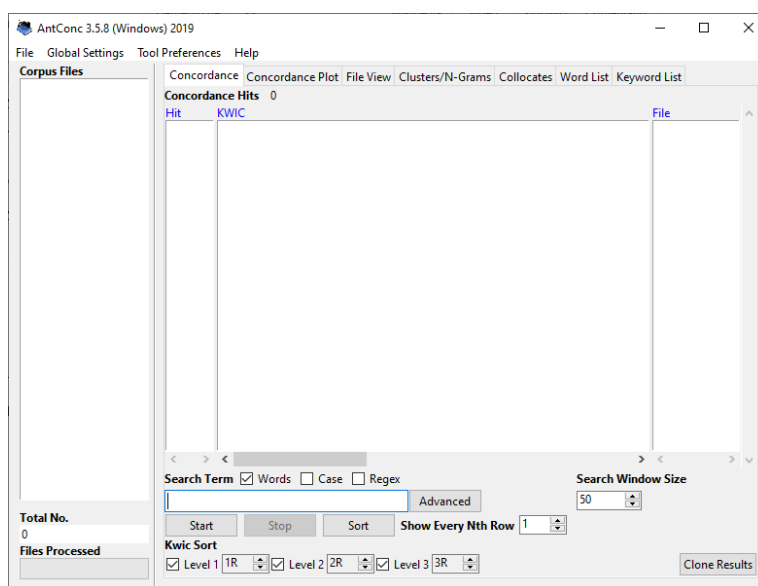 AntConc 3.5.8 (Windows) 2019
File Global Settings Tool Preferences Help
Corpus Files
Concordance Concordance Plot File View Clusters/N-Grams Collocates Word List Keyword List
Concordance Hits 0
Hit KWIC File
Search Term Words Case Regex Search Window Size
Advanced 50
Total No.
0
Start Stop Sort Show Every Nth Row 1
Files Processed
Kwic Sort
Level 1 1R Level 2 2R Level 3 3R Clone Results